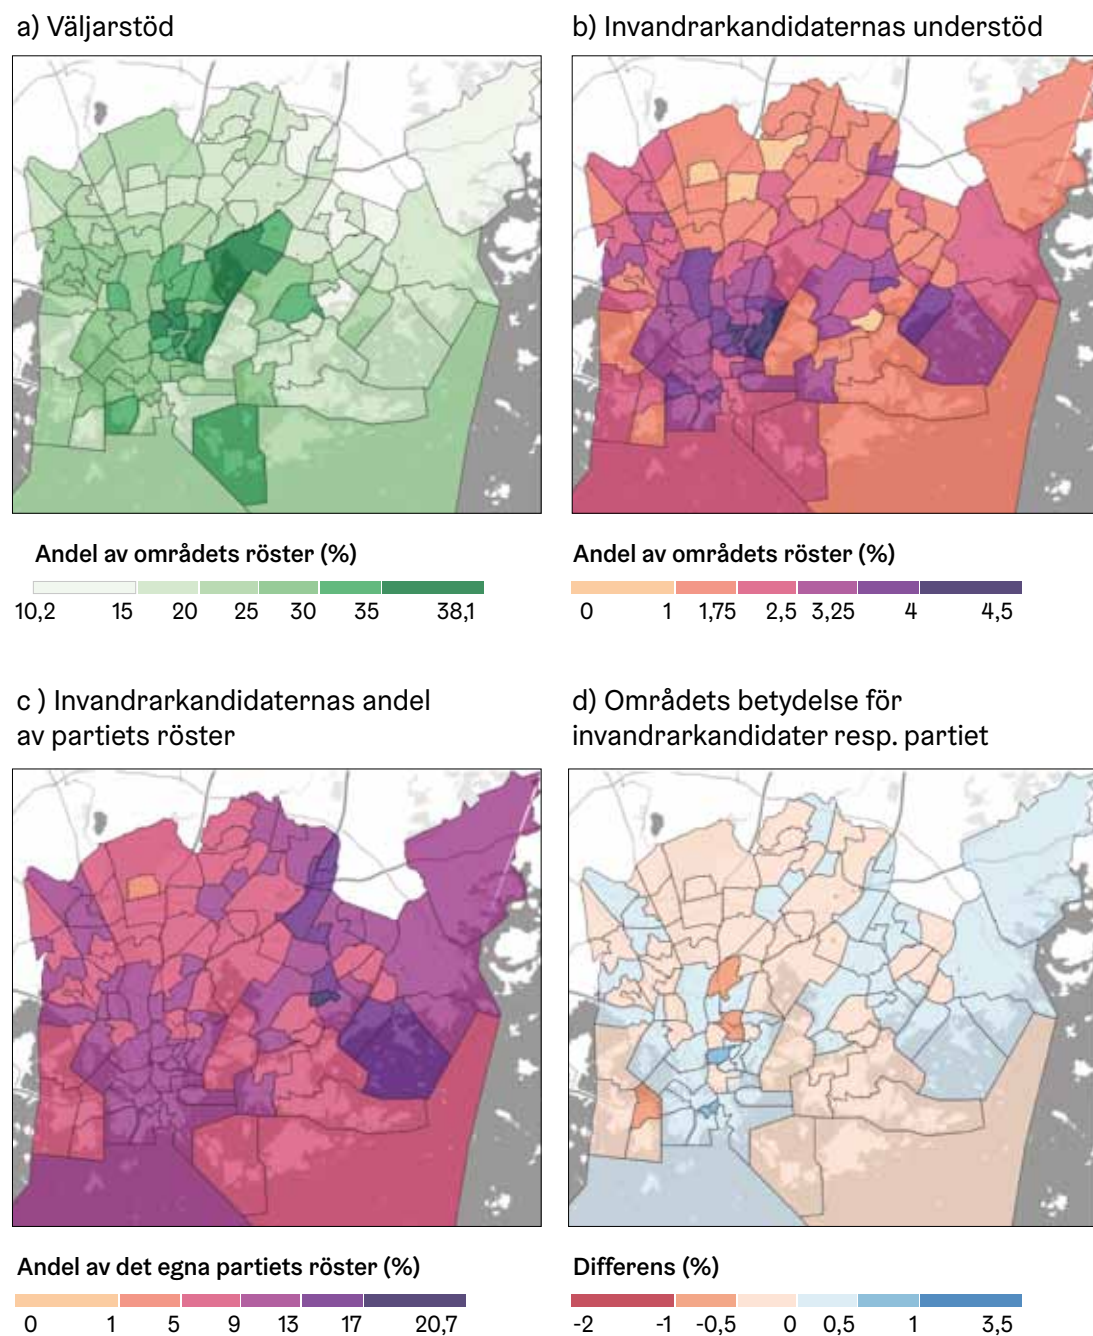 a) Väljarstöd
b) Invandrarkandidaternas understöd
Andel av områdets röster (%)
10,2 15 20 25 30 35 38,1
Andel av områdets röster (%)
0 1 1,75 2,5 3,25 4 4,5
c ) Invandrarkandidaternas andel
av partiets röster
d) Områdets betydelse för
invandrarkandidater resp. partiet
Andel av det egna partiets röster (%)
0 1 5 9 13 17 20,7
Differens (%)
-2 -1 -0,5 0 0,5 1 3,5